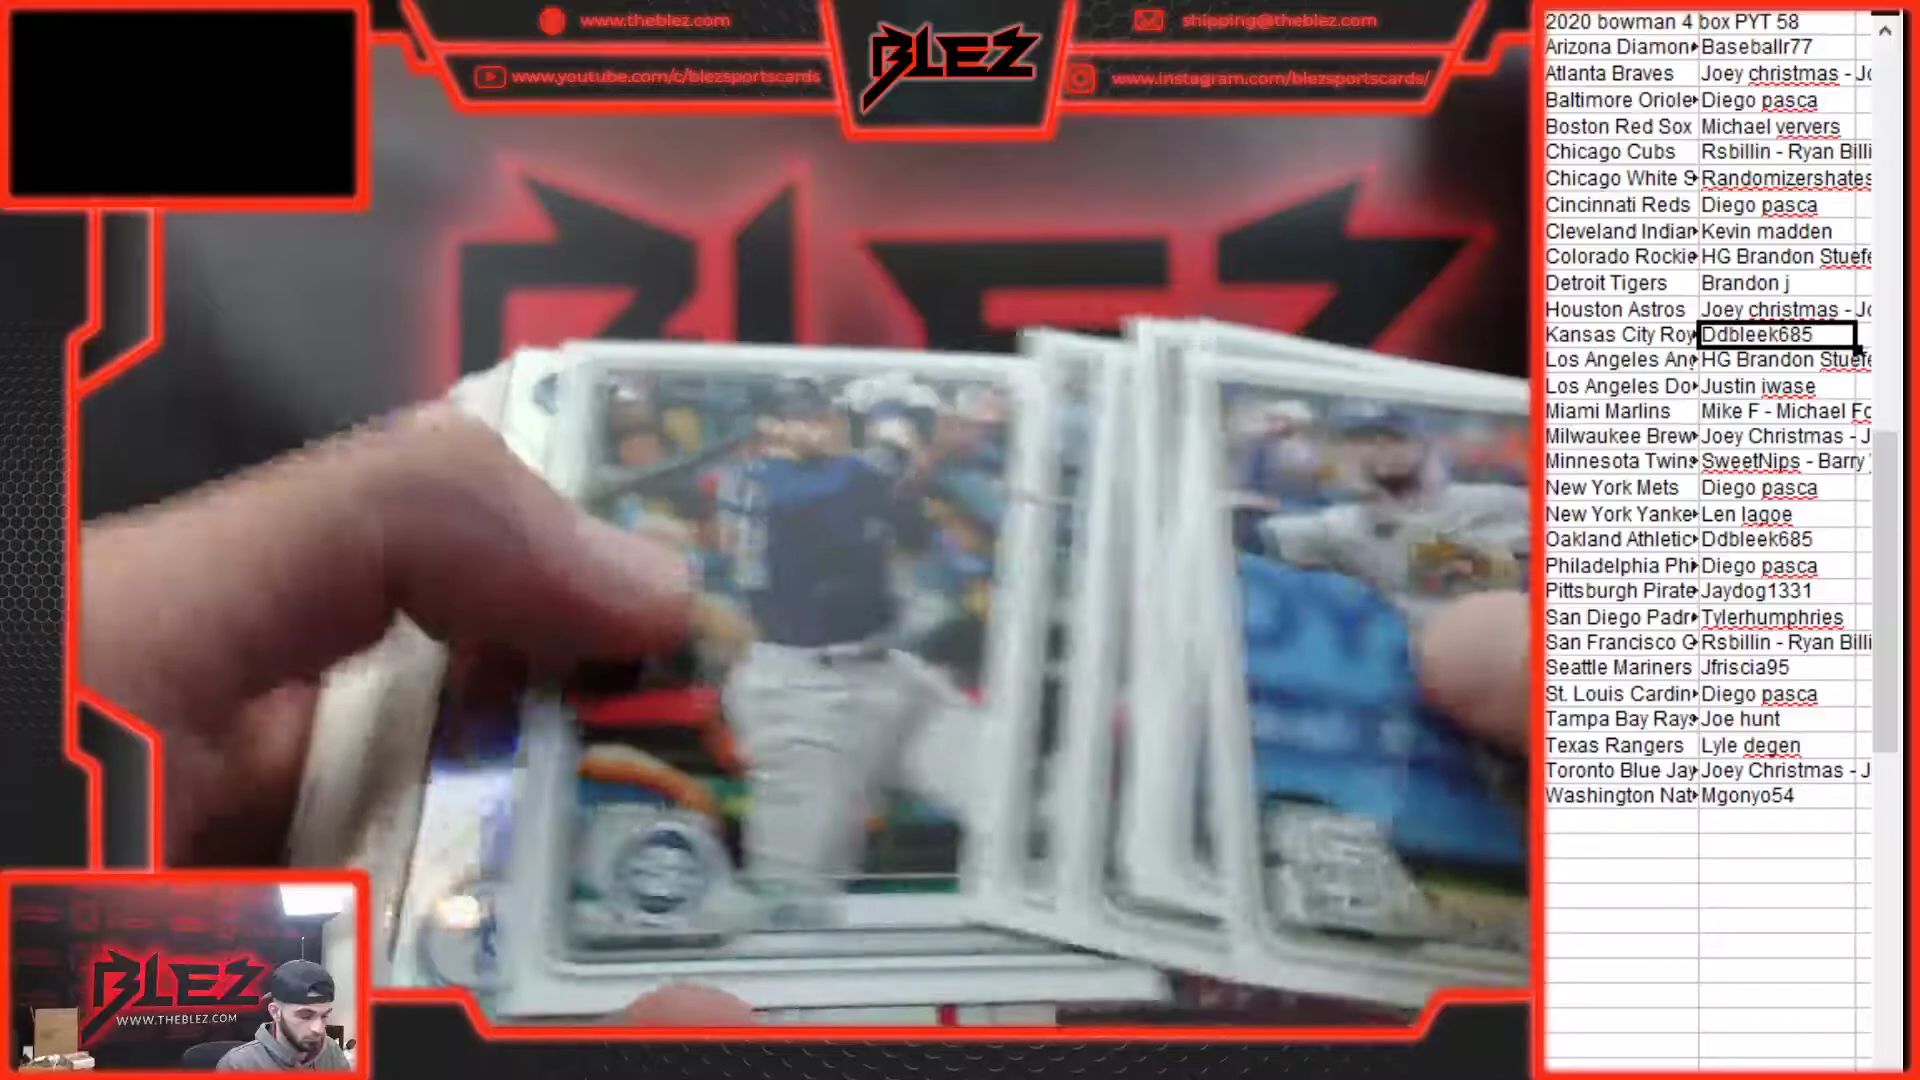 www.theblez.com
shipping@theblez.com
www.youtube.com/c/blezsportscards
www.instagram.com/blezsportscards/
BLEZ
BLEZ
BLEZ
WWW.THEBLEZ.COM
2020 bowman 4 box PYT 58
Arizona Diamon Baseballr77
Atlanta Braves Joey christmas - Jo
Baltimore Oriole Diego pasca
Boston Red Sox Michael ververs
Chicago Cubs Rsbillin - Ryan Billi
Chicago White S Randomizershates
Cincinnati Reds Diego pasca
Cleveland Indian Kevin madden
Colorado Rockie HG Brandon Stuefe
Detroit Tigers Brandon j
Houston Astros Joey christmas - Jo
Kansas City Roy Ddbleek685
Los Angeles Ang HG Brandon Stuefe
Los Angeles Do Justin iwase
Miami Marlins Mike F - Michael Fo
Milwaukee Brew Joey Christmas - J
Minnesota Twins SweetNips - Barry
New York Mets Diego pasca
New York Yanke Len lagoe
Oakland Athletic Ddbleek685
Philadelphia Phi Diego pasca
Pittsburgh Pirate Jaydog1331
San Diego Padr Tylerhumphries
San Francisco G Rsbillin - Ryan Billi
Seattle Mariners Jfriscia95
St. Louis Cardin Diego pasca
Tampa Bay Rays Joe hunt
Texas Rangers Lyle degen
Toronto Blue Jay Joey Christmas - J
Washington Nat Mgonyo54